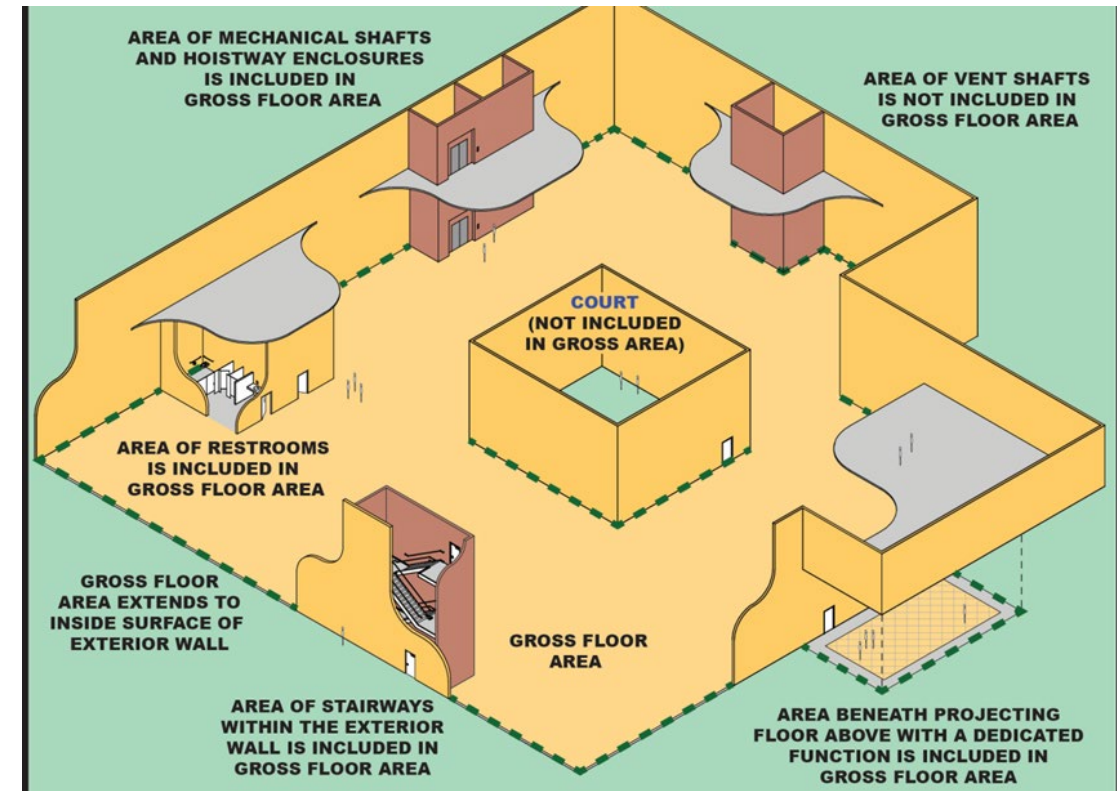 AREA OF MECHANICAL SHAFTS
AND HOISTWAY ENCLOSURES
IS INCLUDED IN
GROSS FLOOR AREA
AREA OF VENT SHAFTS
IS NOT INCLUDED IN
GROSS FLOOR AREA
COURT
(NOT INCLUDED
IN GROSS AREA)
AREA OF RESTROOMS
IS INCLUDED IN
GROSS FLOOR AREA
GROSS FLOOR
AREA EXTENDS TO
INSIDE SURFACE OF
EXTERIOR WALL
GROSS FLOOR
AREA
AREA OF STAIRWAYS
WITHIN THE EXTERIOR
WALL IS INCLUDED IN
GROSS FLOOR AREA
AREA BENEATH PROJECTING
FLOOR ABOVE WITH A DEDICATED
FUNCTION IS INCLUDED IN
GROSS FLOOR AREA